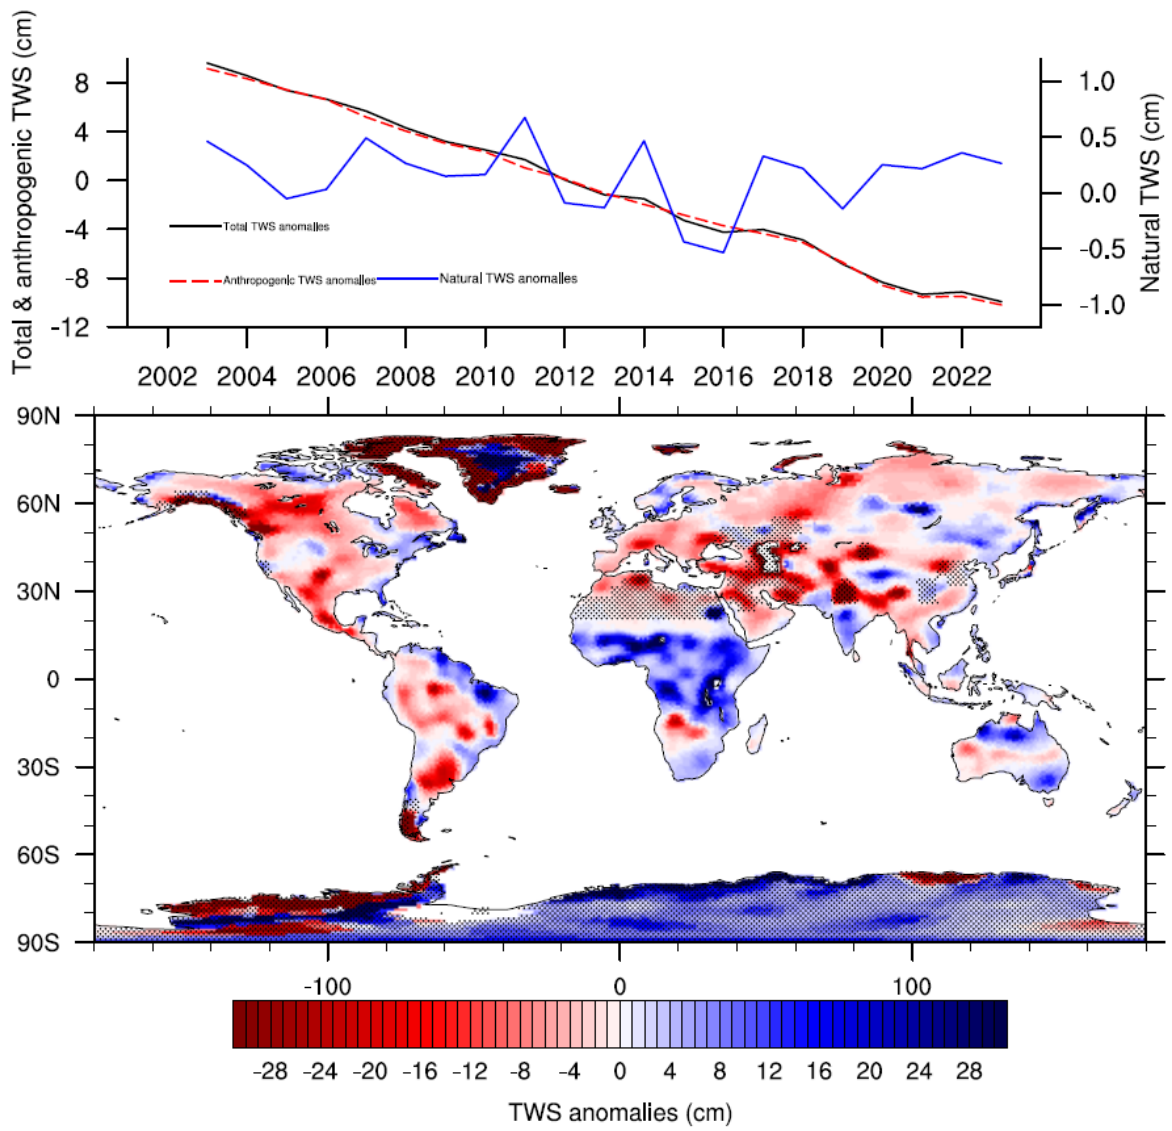 Total & anthropogenic TWS (cm)
8
4
0
-4
-8
-12
1.0
0.5
0.0
-0.5
-1.0
Natural TWS (cm)
Total TWS anomalies
Anthropogenic TWS anomalies
Natural TWS anomalies
2002 2004 2006 2008 2010 2012 2014 2016 2018 2020 2022
90N
60N
30N
0
30S
60S
90S
-100 0 100
-28 -24 -20 -16 -12 -8 -4 0 4 8 12 16 20 24 28
TWS anomalies (cm)